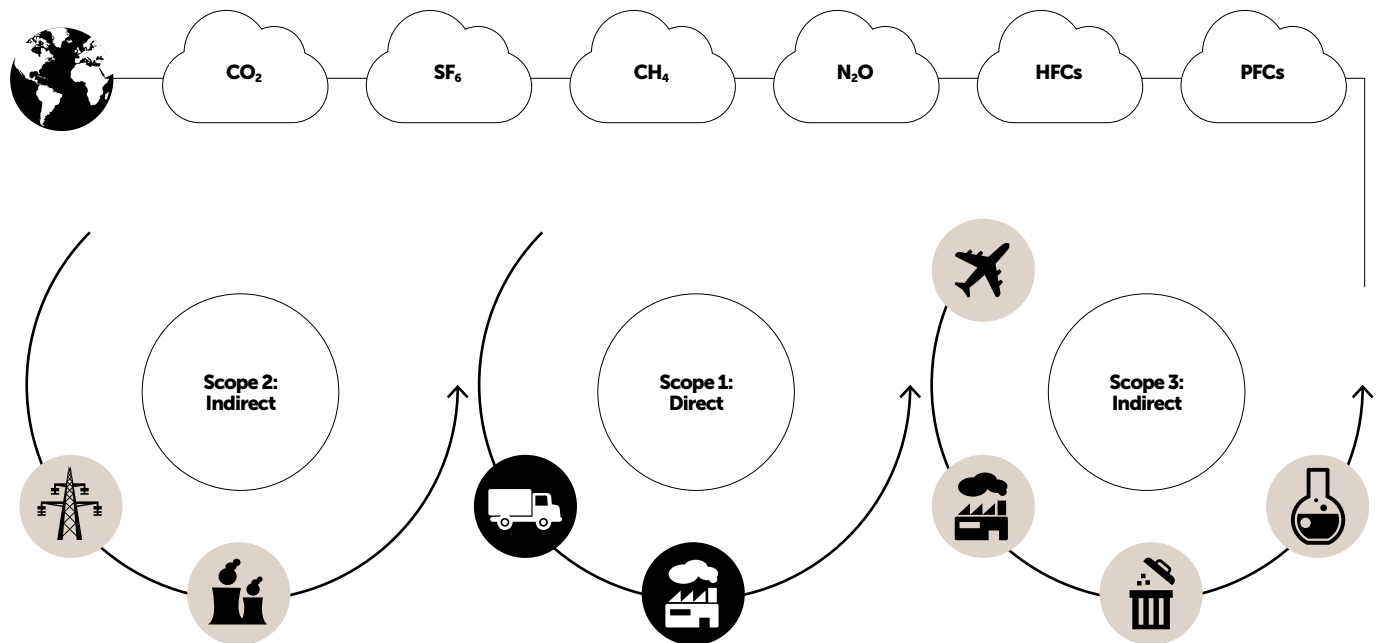 CO₂
SF₆
CH₄
N₂O
HFCs
PFCs
Scope 2:
Indirect
Scope 1:
Direct
Scope 3:
Indirect